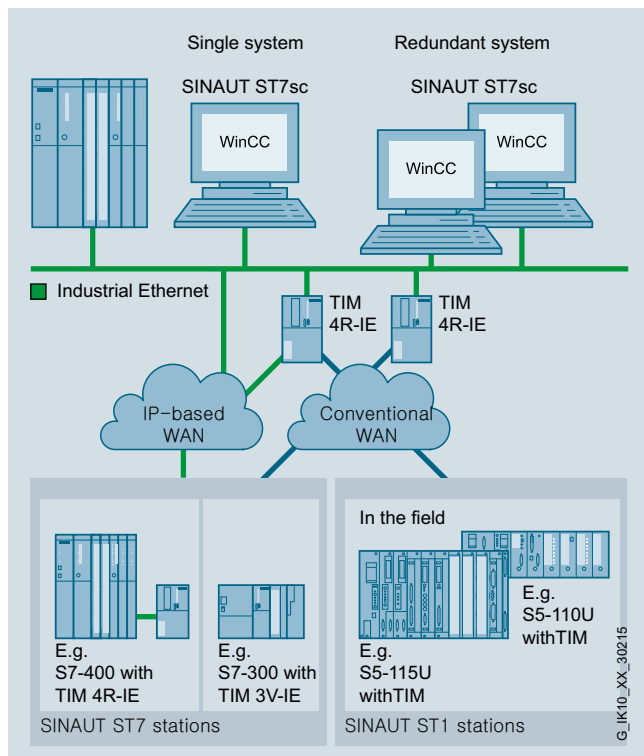 Single system
Redundant system
SINAUT ST7sc
SINAUT ST7sc
WinCC
WinCC
WinCC
Industrial Ethernet
TIM
4R-IE
TIM
4R-IE
IP-based
WAN
Conventional
WAN
In the field
E.g.
S7-400 with
TIM 4R-IE
E.g.
S7-300 with
TIM 3V-IE
E.g.
S5-115U
withTIM
E.g.
S5-110U
withTIM
SINAUT ST7 stations
SINAUT ST1 stations
G_IK10_XX_30215